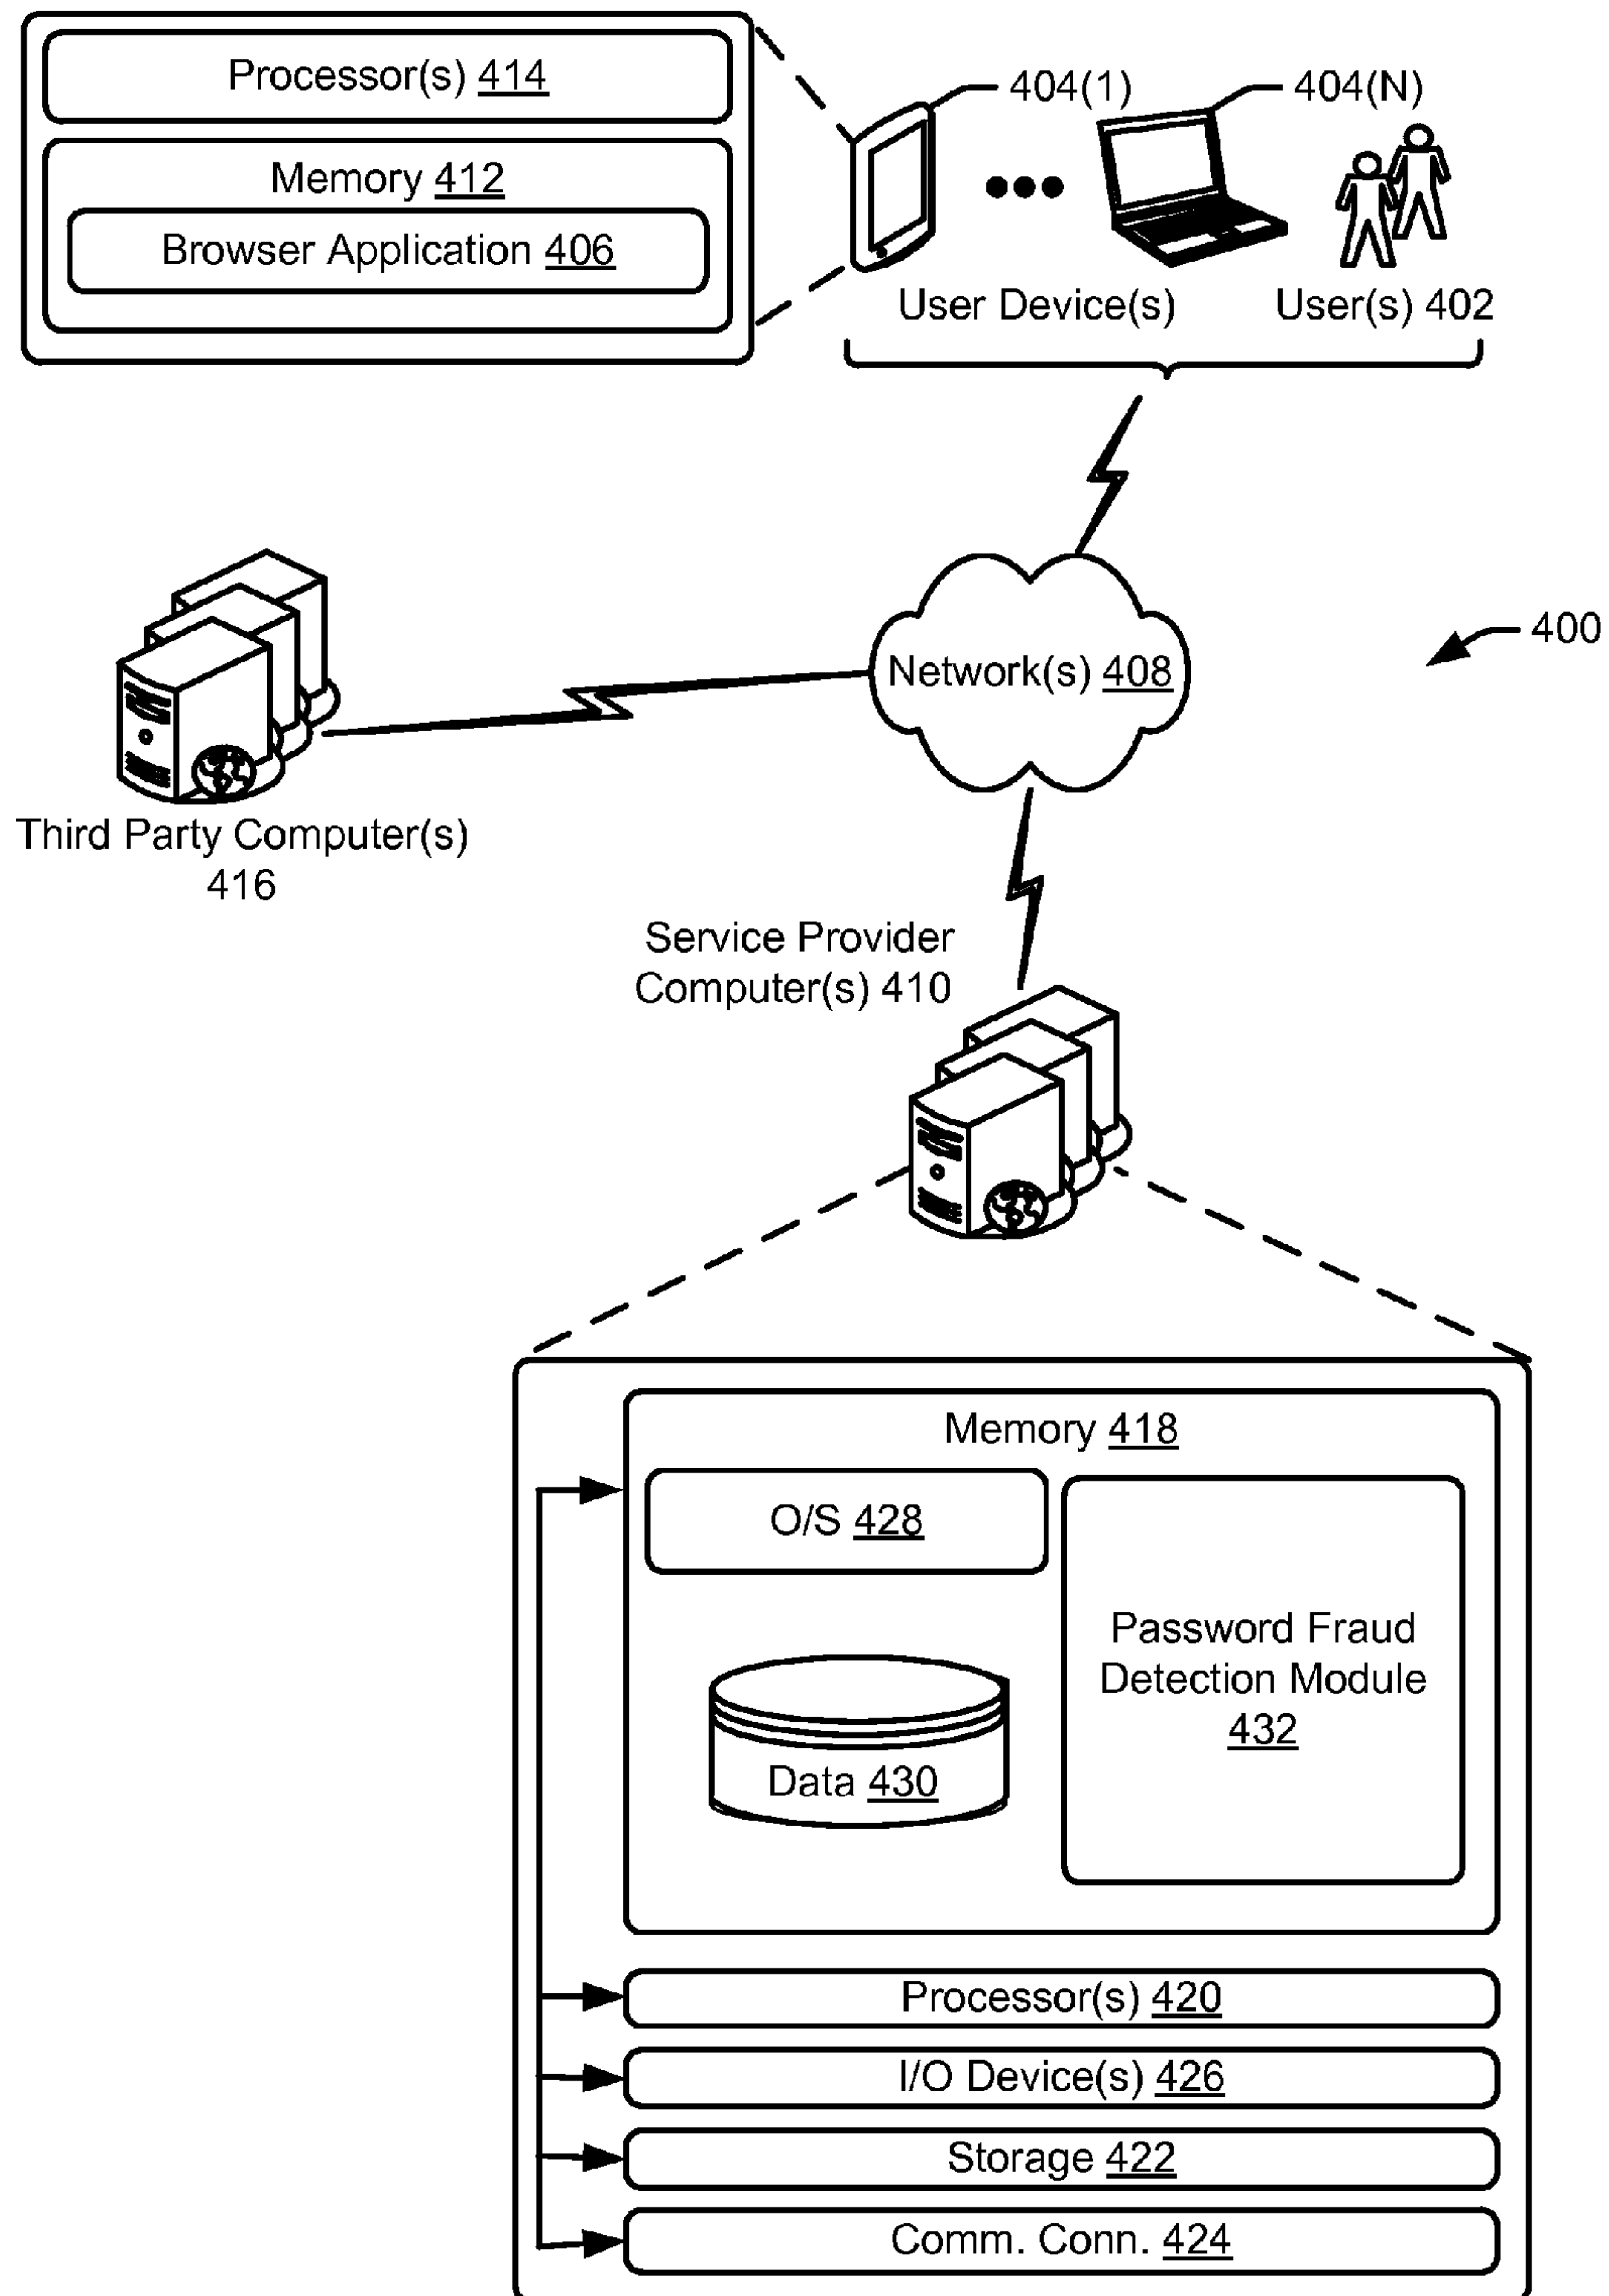 Processor(s) 414
Memory 412
Browser Application 406
404(1)
404(N)
User Device(s)
User(s) 402
Network(s) 408
400
Third Party Computer(s)
416
Service Provider
Computer(s) 410
Memory 418
O/S 428
Password Fraud
Detection Module
432
Data 430
Processor(s) 420
I/O Device(s) 426
Storage 422
Comm. Conn. 424